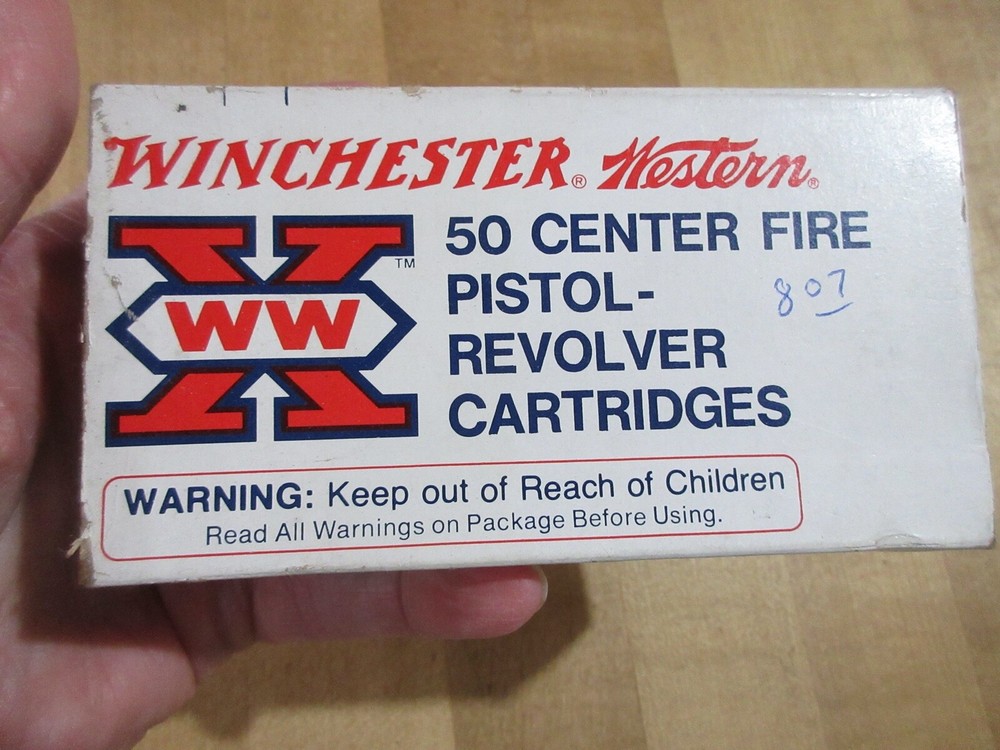 WINCHESTER® Western®
WW
TM
50 CENTER FIRE
PISTOL-
REVOLVER
CARTRIDGES
807
WARNING: Keep out of Reach of Children
Read All Warnings on Package Before Using.